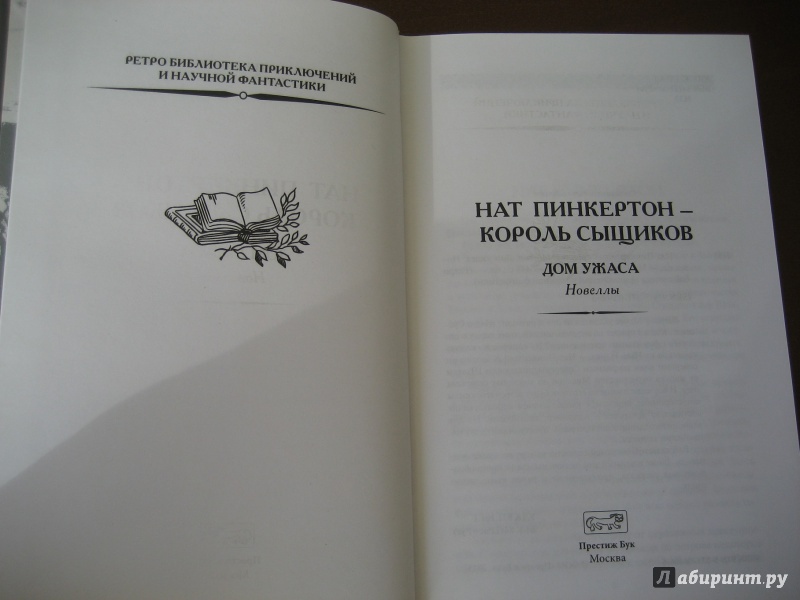 РЕТРО БИБЛИОТЕКА ПРИКЛЮЧЕНИЙ
И НАУЧНОЙ ФАНТАСТИКИ
НАТ ПИНКЕРТОН –
КОРОЛЬ СЫЩИКОВ
ДОМ УЖАСА
Новеллы
Престиж Бук
Москва
Лабиринт.ру